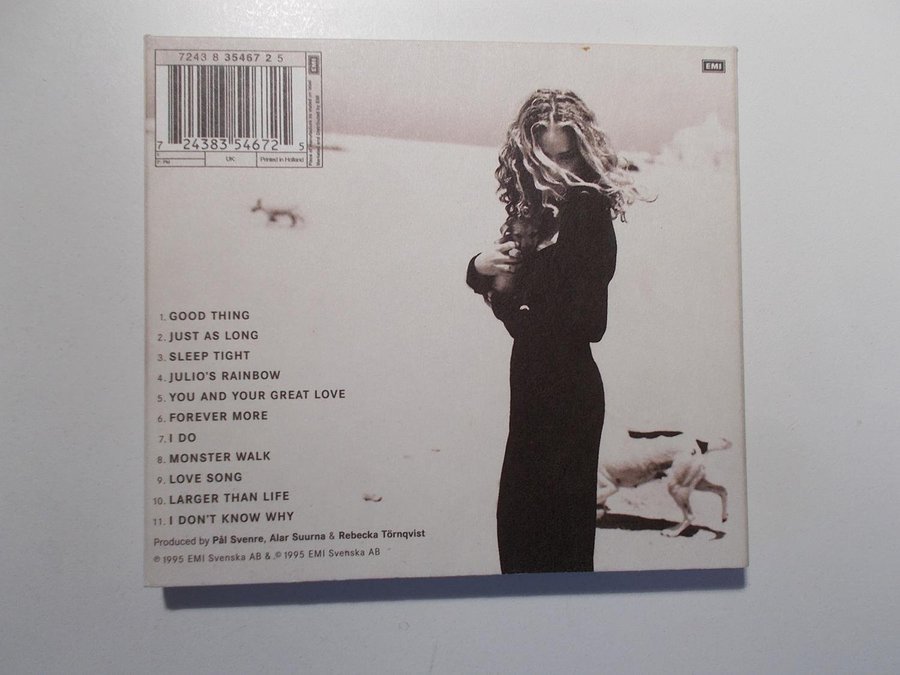 7243 8 35467 2 5
EMI
7 24383 54672 5
UK:
Printed in Holland
EMI
1. GOOD THING
2. JUST AS LONG
3. SLEEP TIGHT
4. JULIO'S RAINBOW
5. YOU AND YOUR GREAT LOVE
6. FOREVER MORE
7. I DO
8. MONSTER WALK
9. LOVE SONG
10. LARGER THAN LIFE
11. I DON'T KNOW WHY
Produced by Pål Svenre, Alar Suurna & Rebecka Törnqvist
℗ 1995 EMI Svenska AB & © 1995 EMI Svenska AB